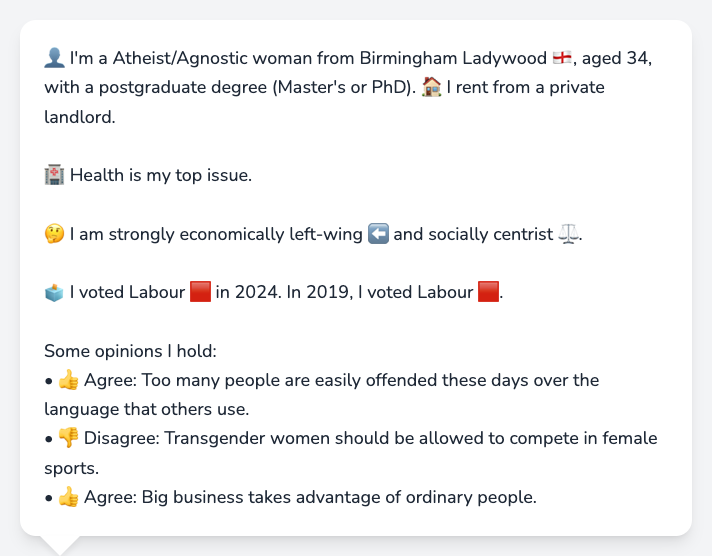 👤 I'm a Atheist/Agnostic woman from Birmingham Ladywood 🏴󠁧󠁢󠁥󠁮󠁧󠁿, aged 34,
with a postgraduate degree (Master's or PhD). 🏠 I rent from a private
landlord.
🏥 Health is my top issue.
🤔 I am strongly economically left-wing ⬅️ and socially centrist ⚖️.
🗳️ I voted Labour 🟥 in 2024. In 2019, I voted Labour 🟥.
Some opinions I hold:
• 👍 Agree: Too many people are easily offended these days over the
language that others use.
• 👎 Disagree: Transgender women should be allowed to compete in female
sports.
• 👍 Agree: Big business takes advantage of ordinary people.